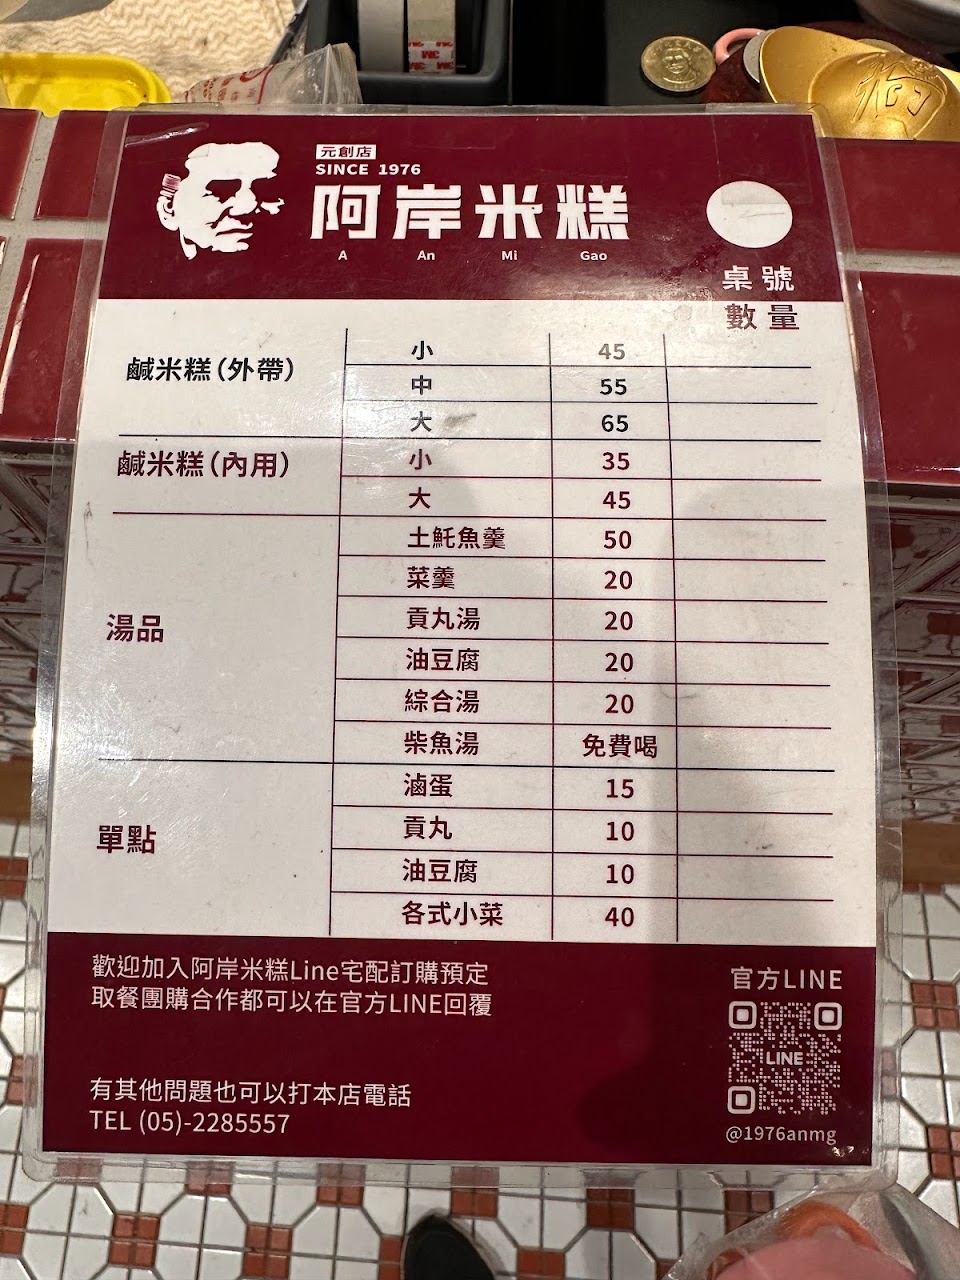 元創店
SINCE 1976
阿岸米糕
A An Mi Gao
桌號
數量
鹹米糕(外帶)
小 45
中 55
大 65
鹹米糕(內用)
小 35
大 45
湯品
土魠魚羹 50
菜羹 20
貢丸湯 20
油豆腐 20
綜合湯 20
柴魚湯 免費喝
單點
滷蛋 15
貢丸 10
油豆腐 10
各式小菜 40
歡迎加入阿岸米糕Line宅配訂購預定
取餐團購合作都可以在官方LINE回覆
有其他問題也可以打本店電話
TEL (05)-2285557
官方LINE
LINE
@1976anmg